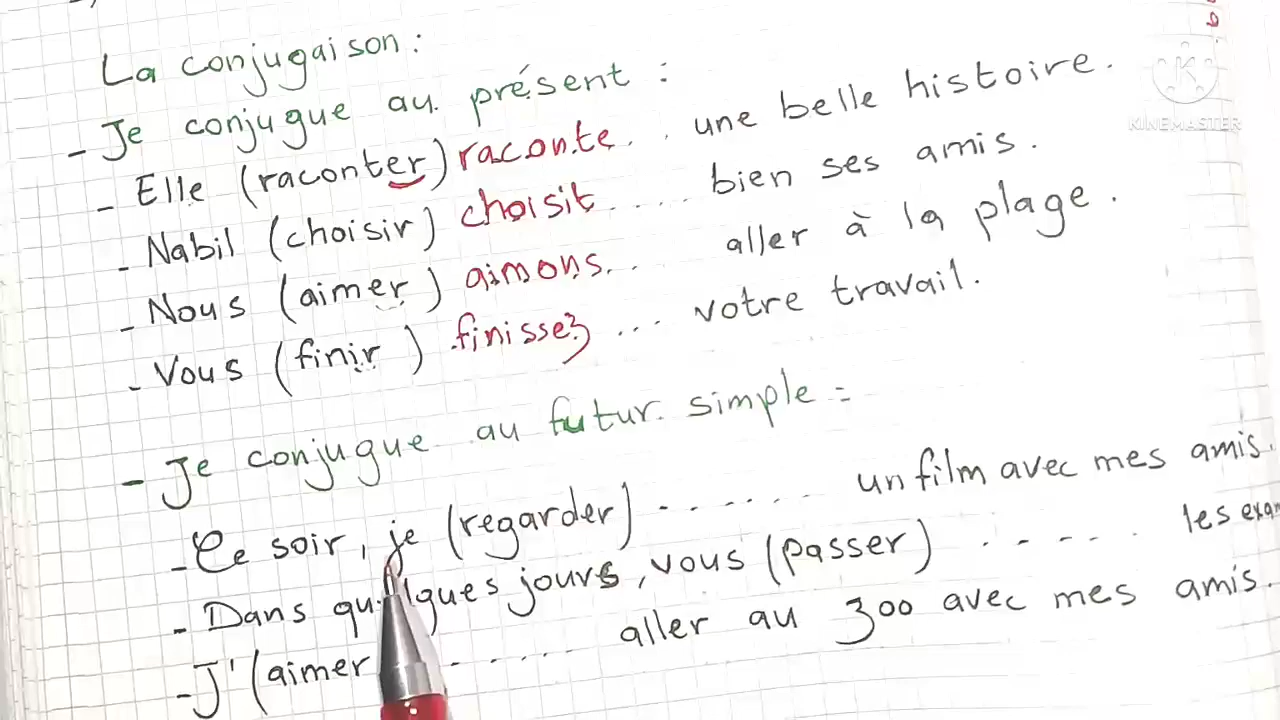 La conjugaison :
- Je conjugue au présent :
- Elle (raconter) raconte.. une belle histoire.
- Nabil (choisir) choisit .... bien ses amis.
- Nous (aimer) aimons... aller à la plage.
- Vous (finir) finissez ... votre travail.
- Je conjugue au futur simple :
- Ce soir, je (regarder) ...... un film avec mes amis.
- Dans quelques jours, vous (passer) ...... les exam
- J'(aimer ..... aller au zoo avec mes amis.
KINEMASTER